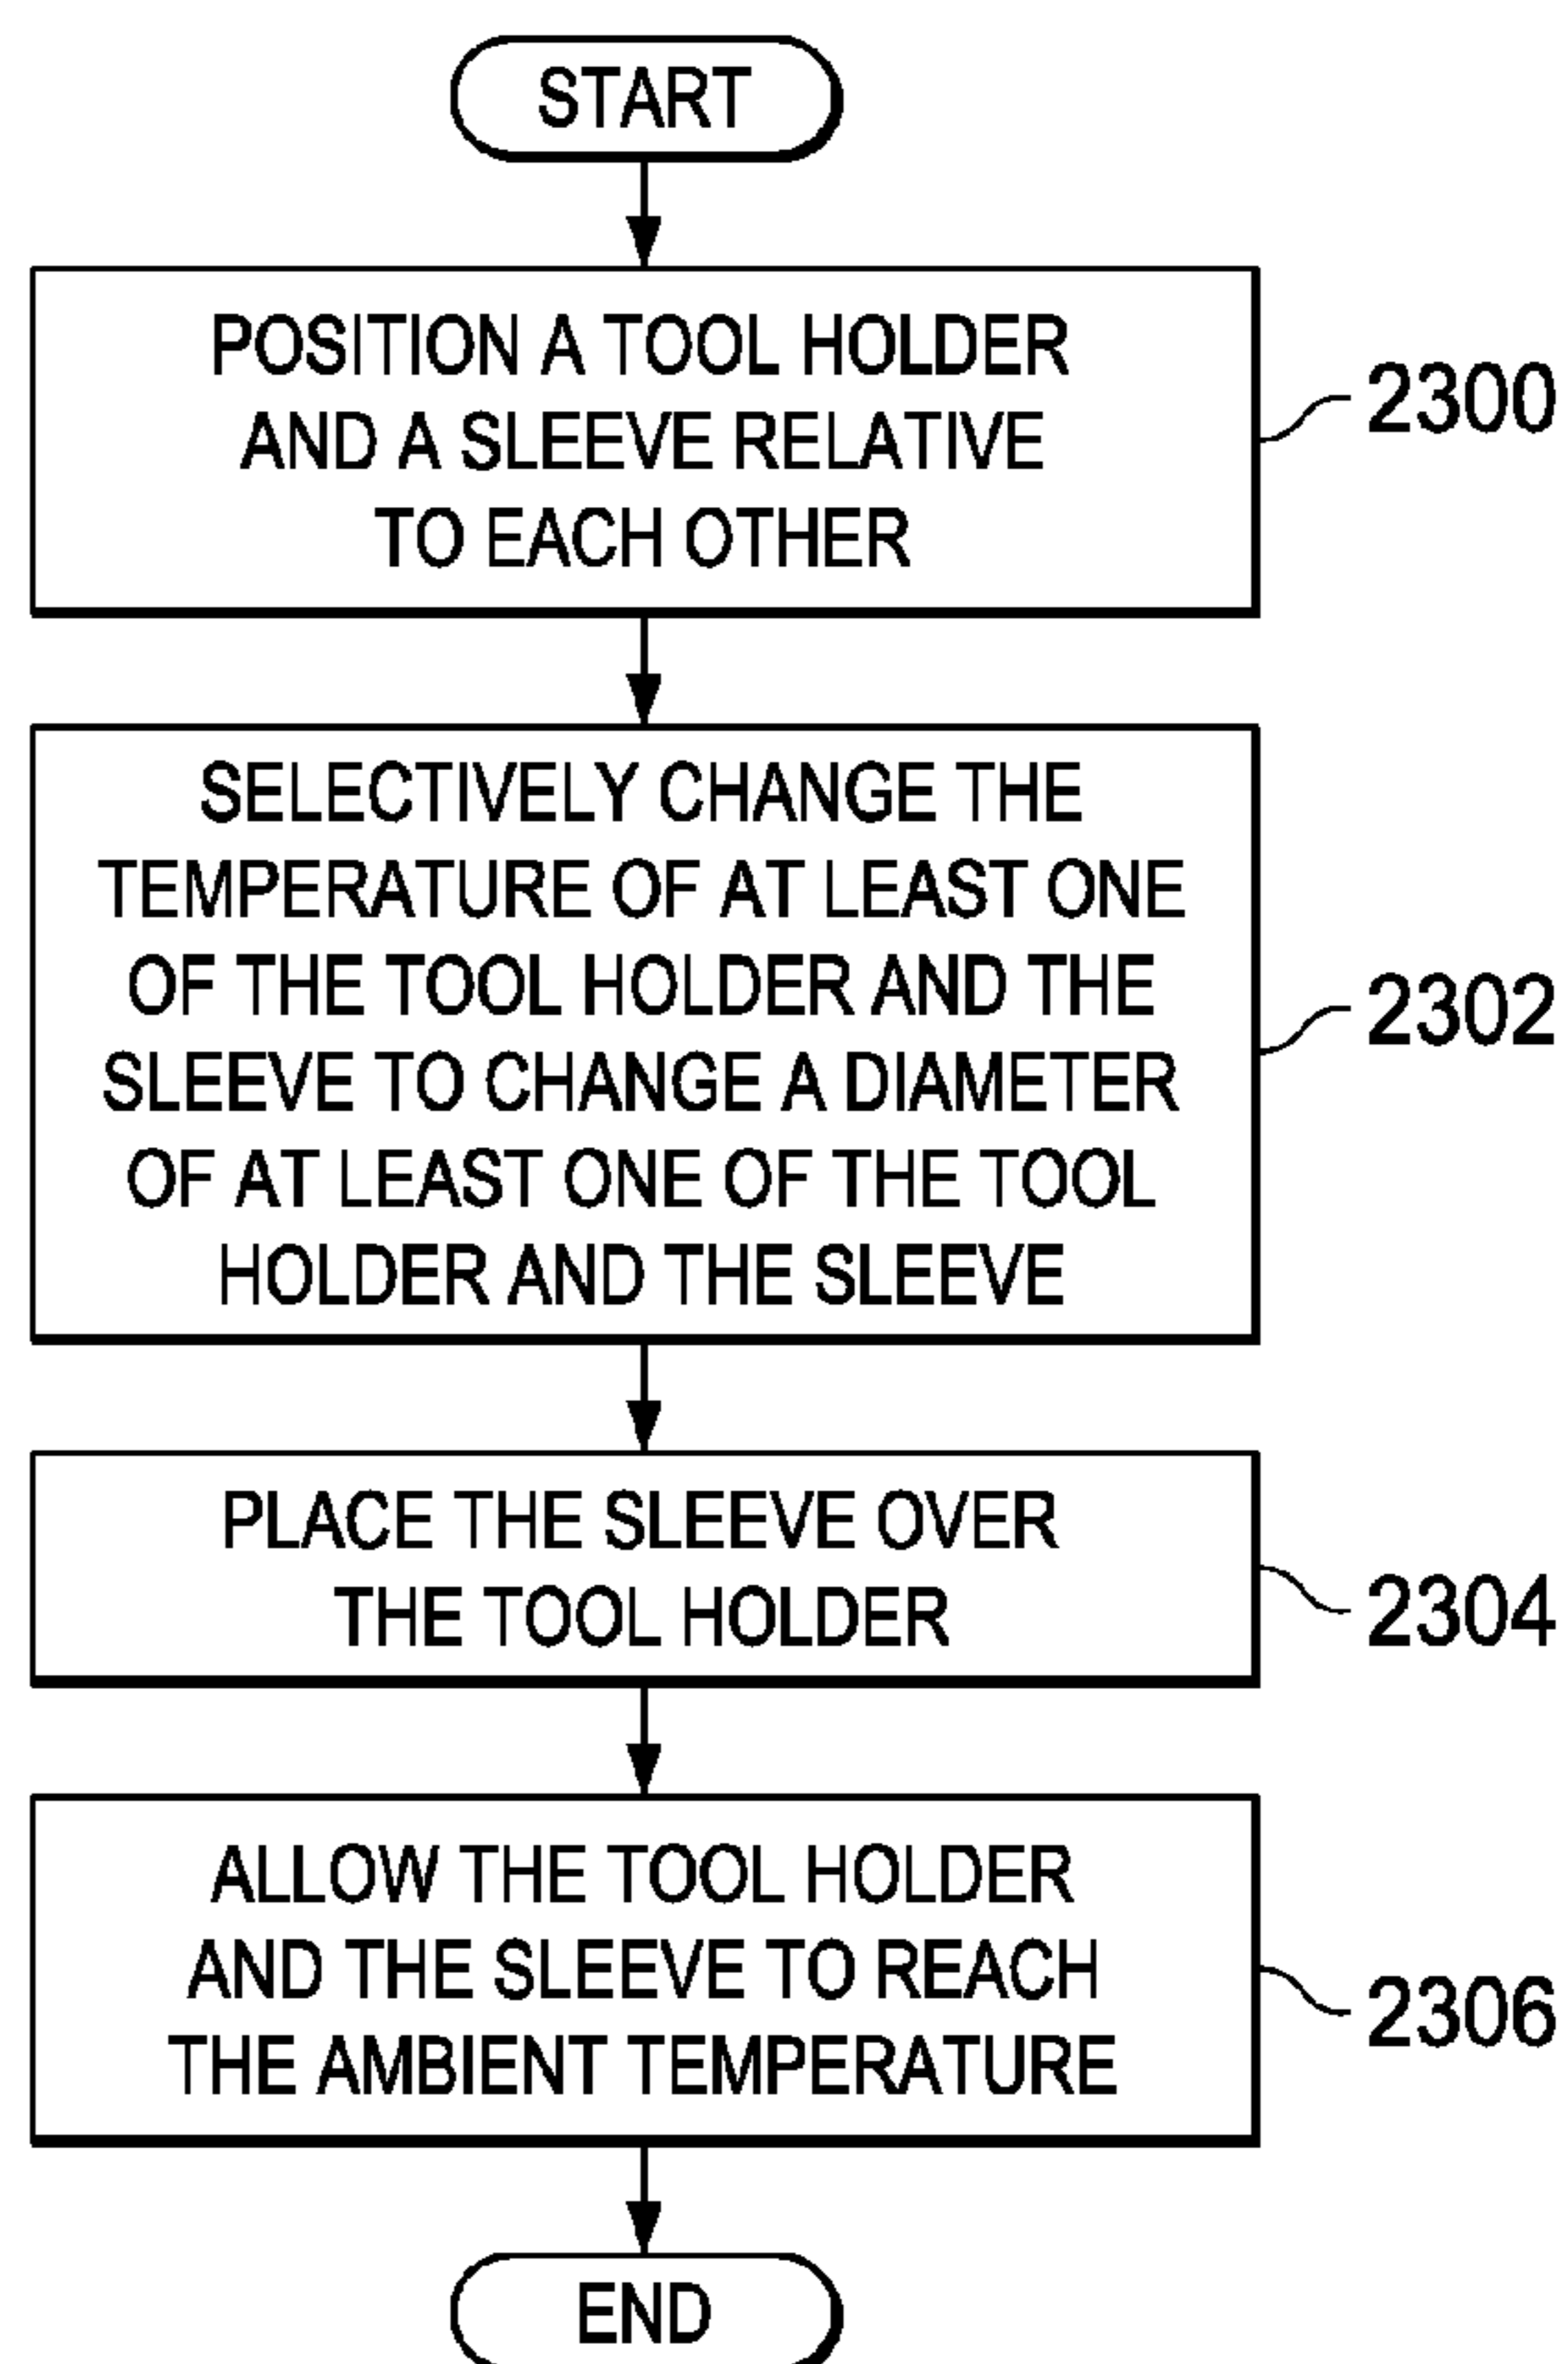 START
POSITION A TOOL HOLDER
AND A SLEEVE RELATIVE
TO EACH OTHER
2300
SELECTIVELY CHANGE THE
TEMPERATURE OF AT LEAST ONE
OF THE TOOL HOLDER AND THE
SLEEVE TO CHANGE A DIAMETER
OF AT LEAST ONE OF THE TOOL
HOLDER AND THE SLEEVE
2302
PLACE THE SLEEVE OVER
THE TOOL HOLDER
2304
ALLOW THE TOOL HOLDER
AND THE SLEEVE TO REACH
THE AMBIENT TEMPERATURE
2306
END